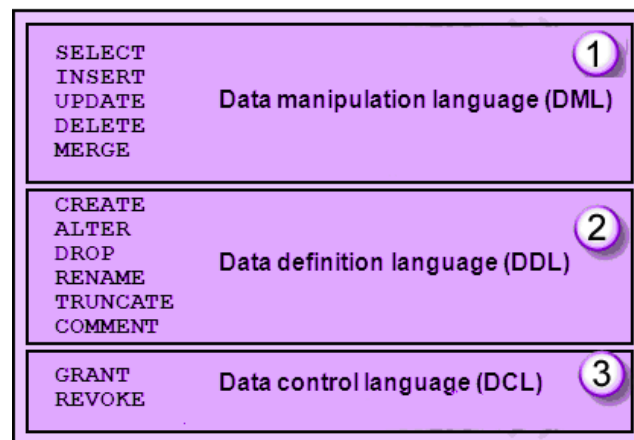 SELECT
INSERT
UPDATE
DELETE
MERGE
Data manipulation language (DML)
1
CREATE
ALTER
DROP
RENAME
TRUNCATE
COMMENT
Data definition language (DDL)
2
GRANT
REVOKE
Data control language (DCL)
3